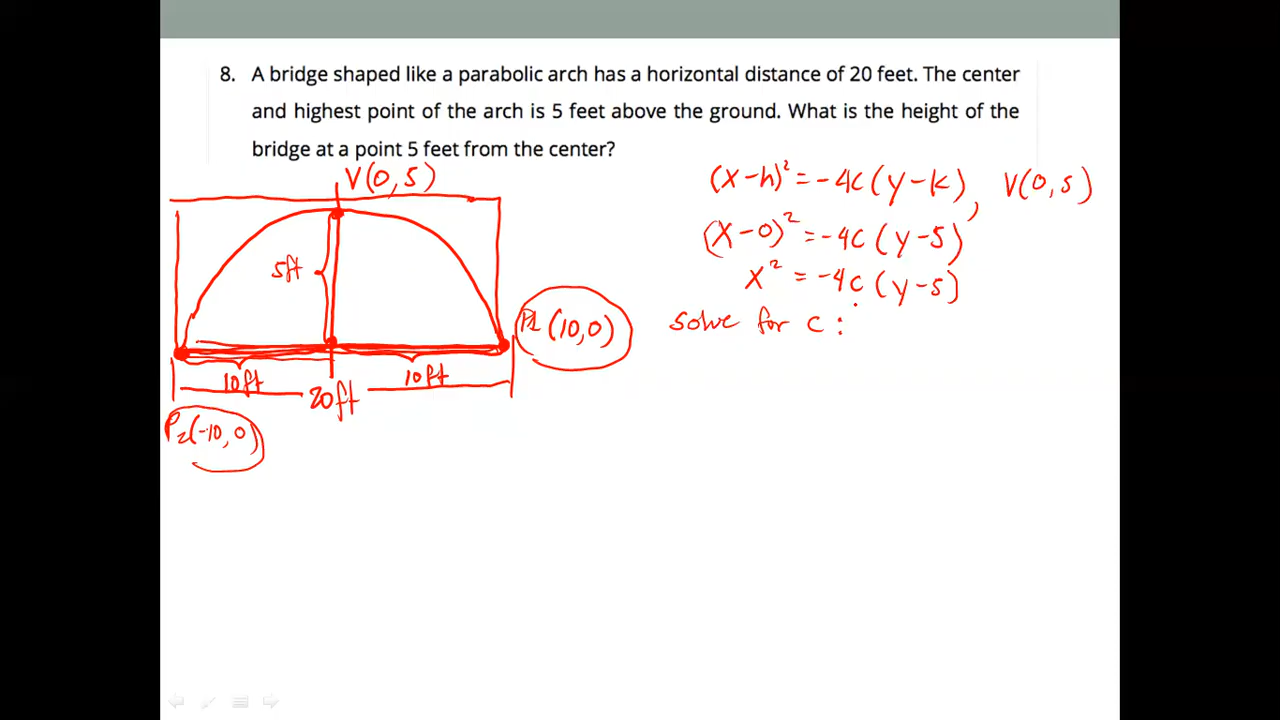 8. A bridge shaped like a parabolic arch has a horizontal distance of 20 feet. The center
and highest point of the arch is 5 feet above the ground. What is the height of the
bridge at a point 5 feet from the center?
V(0,5)
(x-h)² = -4c(y-k), V(0,5)
(x-0)² = -4c(y-5)
5ft
x² = -4c(y-5)
P1(10,0)
solve for c:
10ft 10ft
20ft
P2(-10,0)